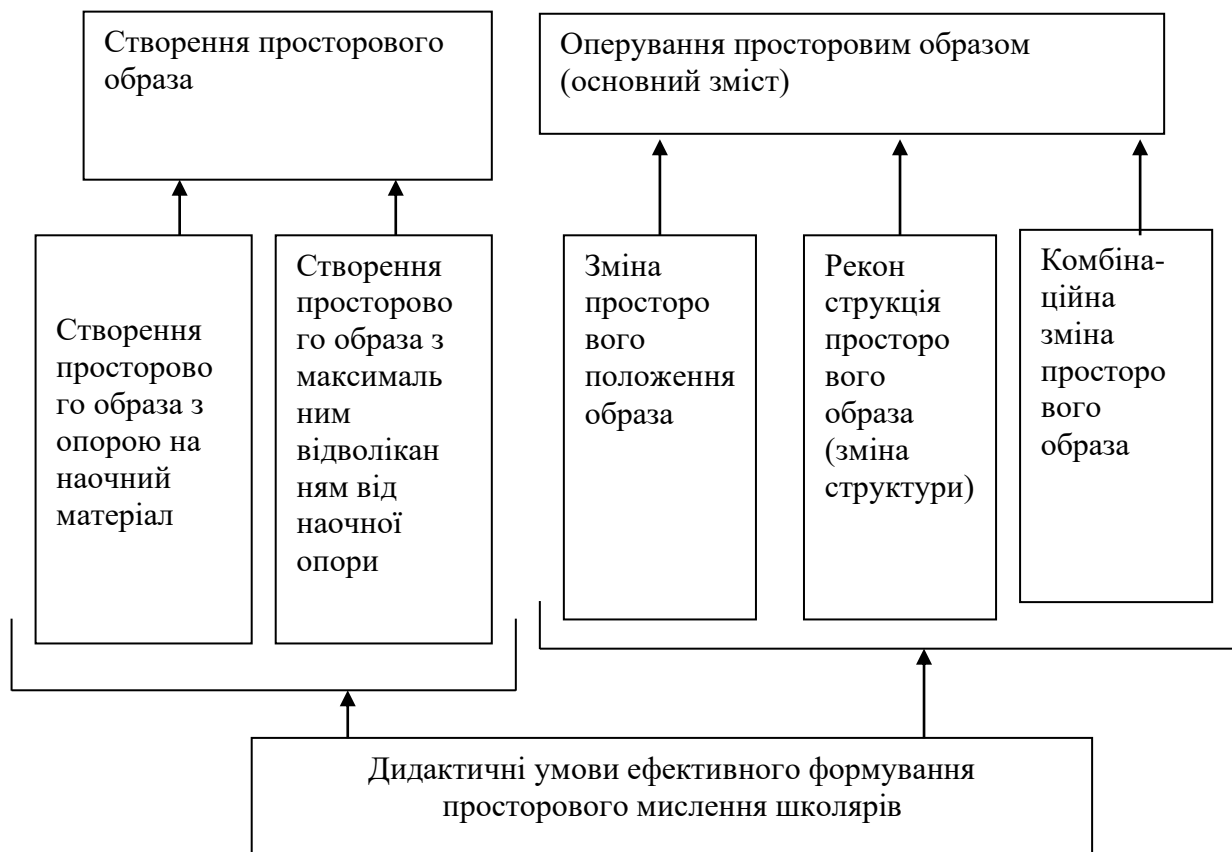 Створення просторового
образа
Оперування просторовим образом
(основний зміст)
Створення
просторово
го образа з
опорою на
наочний
матеріал
Створення
просторово
го образа з
максималь
ним
відволікан
ням від
наочної
опори
Зміна
просторо
вого
положення
образа
Рекон
струкція
просторо
вого
образа
(зміна
структури)
Комбіна-
ційна
зміна
просторо
вого
образа
Дидактичні умови ефективного формування
просторового мислення школярів